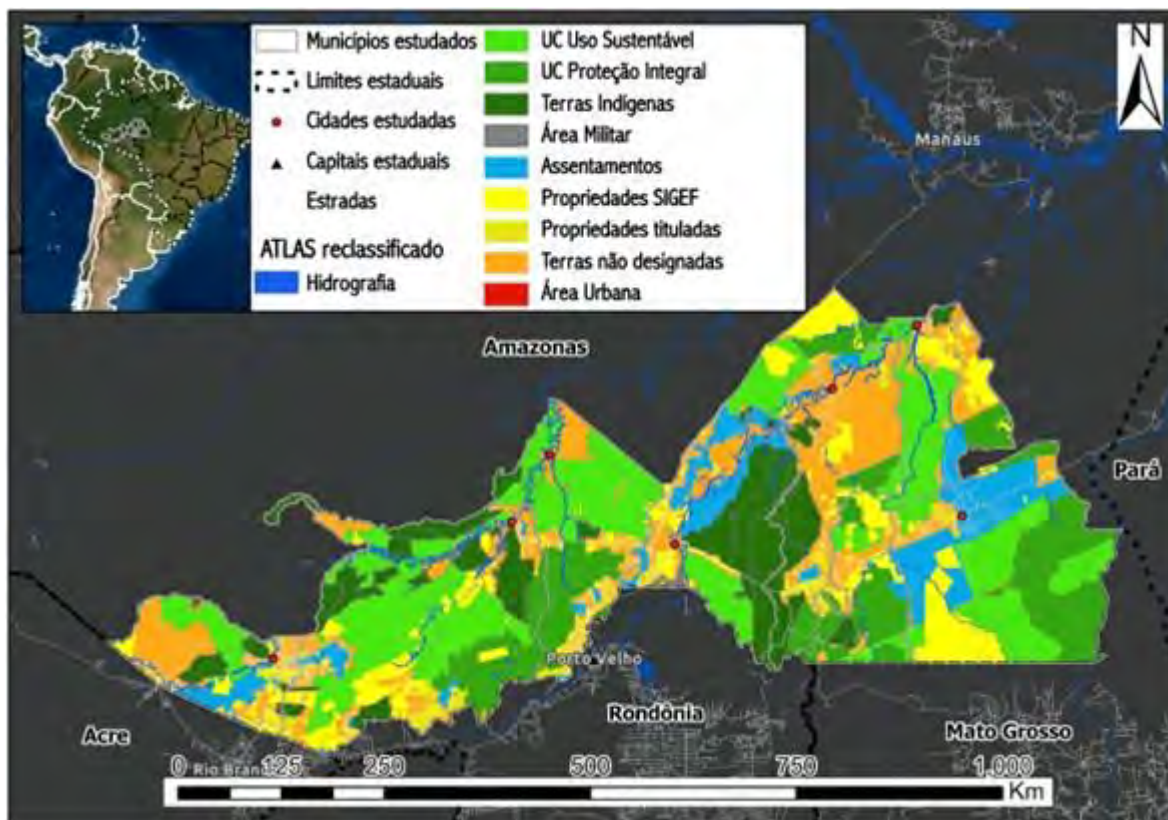 Municípios estudados
Limites estaduais
Cidades estudadas
Capitais estaduais
Estradas
ATLAS reclassificado
Hidrografia
UC Uso Sustentável
UC Proteção Integral
Terras Indígenas
Área Militar
Assentamentos
Propriedades SIGEF
Propriedades tituladas
Terras não designadas
Área Urbana
N
Manaus
Amazonas
Pará
Porto Velho
Rondônia
Acre
Mato Grosso
Rio Branco
0 125 250 500 750 1,000
Km